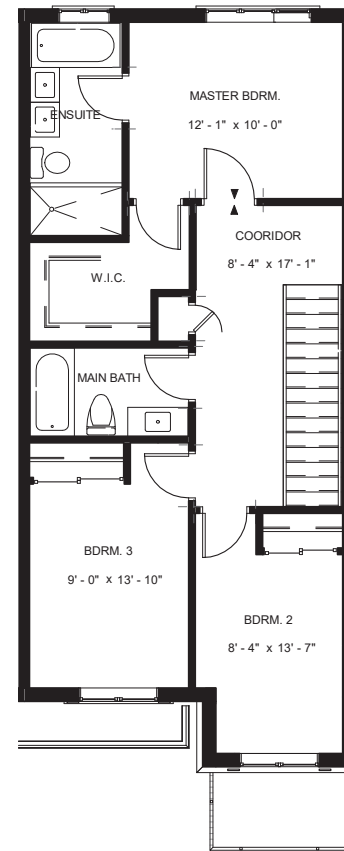 MASTER BDRM.
12' - 1" x 10' - 0"
ENSUITE
COORIDOR
8' - 4" x 17' - 1"
W.I.C.
MAIN BATH
BDRM. 3
9' - 0" x 13' - 10"
BDRM. 2
8' - 4" x 13' - 7"